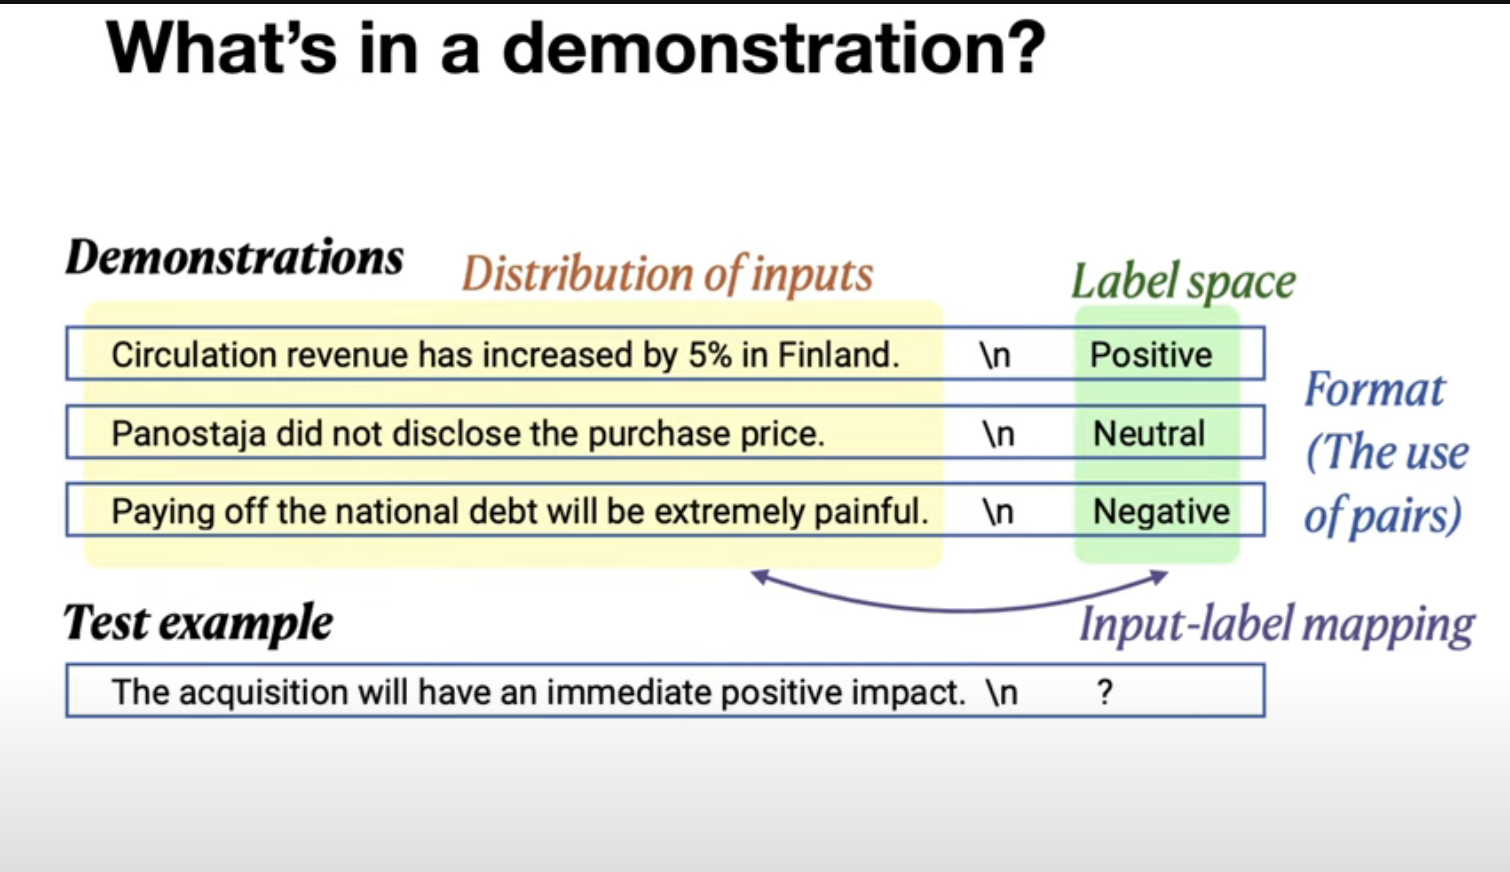 What's in a demonstration?
Demonstrations
Distribution of inputs
Label space
Circulation revenue has increased by 5% in Finland. \n Positive
Panostaja did not disclose the purchase price. \n Neutral
Paying off the national debt will be extremely painful. \n Negative
Format
(The use
of pairs)
Input-label mapping
Test example
The acquisition will have an immediate positive impact. \n ?